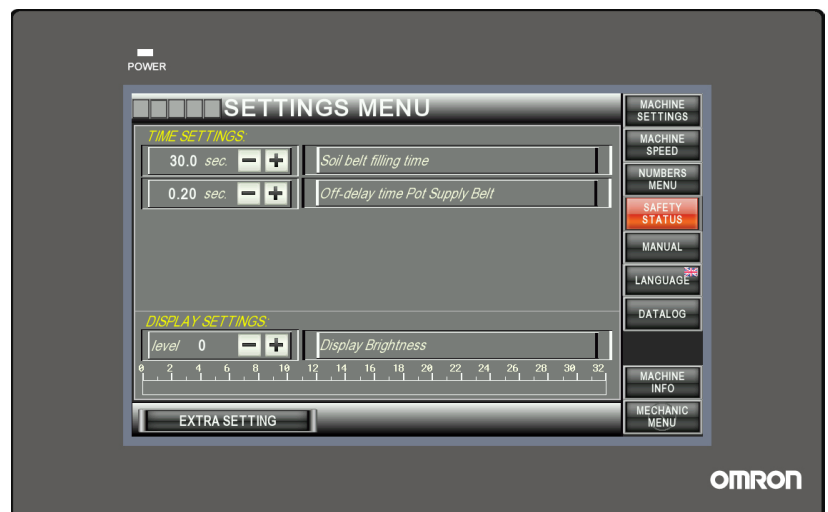 POWER
SETTINGS MENU
TIME SETTINGS:
30.0 sec. − + Soil belt filling time
0.20 sec. − + Off-delay time Pot Supply Belt
DISPLAY SETTINGS:
level 0 − + Display Brightness
0 2 4 6 8 10 12 14 16 18 20 22 24 26 28 30 32
EXTRA SETTING
MACHINE
SETTINGS
MACHINE
SPEED
NUMBERS
MENU
SAFETY
STATUS
MANUAL
LANGUAGE
DATALOG
MACHINE
INFO
MECHANIC
MENU
OMRON